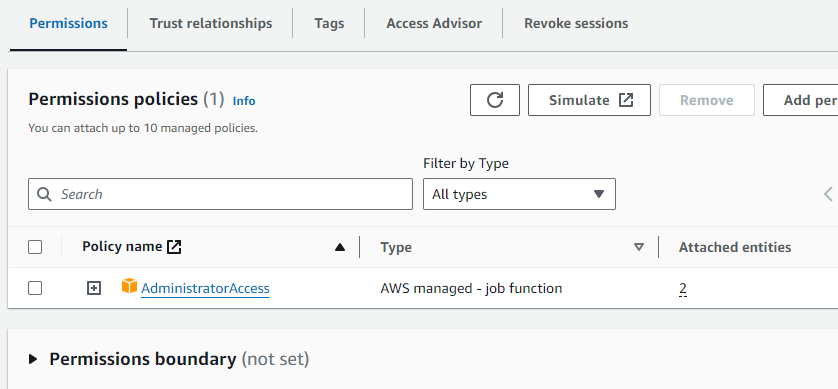 Permissions
Trust relationships
Tags
Access Advisor
Revoke sessions
Permissions policies (1) Info
Simulate
Remove
Add per
You can attach up to 10 managed policies.
Filter by Type
Search
All types
Policy name
Type
Attached entities
AdministratorAccess
AWS managed - job function
2
Permissions boundary (not set)